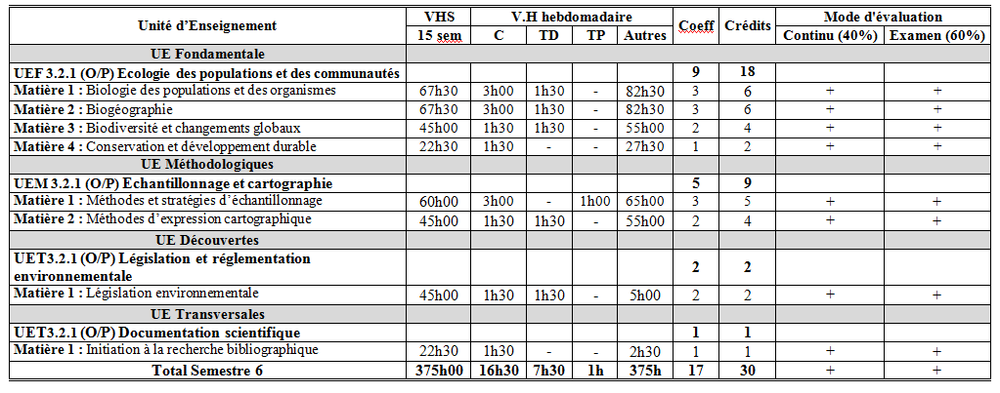 Unité d’Enseignement VHS V.H hebdomadaire Coeff Crédits Mode d'évaluation
15 sem C TD TP Autres Continu (40%) Examen (60%)
UE Fondamentale
UEF 3.2.1 (O/P) Ecologie des populations et des communautés 9 18
Matière 1 : Biologie des populations et des organismes 67h30 3h00 1h30 - 82h30 3 6 + +
Matière 2 : Biogéographie 67h30 3h00 1h30 - 82h30 3 6 + +
Matière 3 : Biodiversité et changements globaux 45h00 1h30 1h30 - 55h00 2 4 + +
Matière 4 : Conservation et développement durable 22h30 1h30 - - 27h30 1 2 + +
UE Méthodologiques
UEM 3.2.1 (O/P) Echantillonnage et cartographie 5 9
Matière 1 : Méthodes et stratégies d’échantillonnage 60h00 3h00 - 1h00 65h00 3 5 + +
Matière 2 : Méthodes d’expression cartographique 45h00 1h30 1h30 - 55h00 2 4 + +
UE Découvertes
UET3.2.1 (O/P) Législation et réglementation
environnementale 2 2
Matière 1 : Législation environnementale 45h00 1h30 1h30 - 5h00 2 2 + +
UE Transversales
UET3.2.1 (O/P) Documentation scientifique 1 1
Matière 1 : Initiation à la recherche bibliographique 22h30 1h30 - - 2h30 1 1 + +
Total Semestre 6 375h00 16h30 7h30 1h 375h 17 30 + +